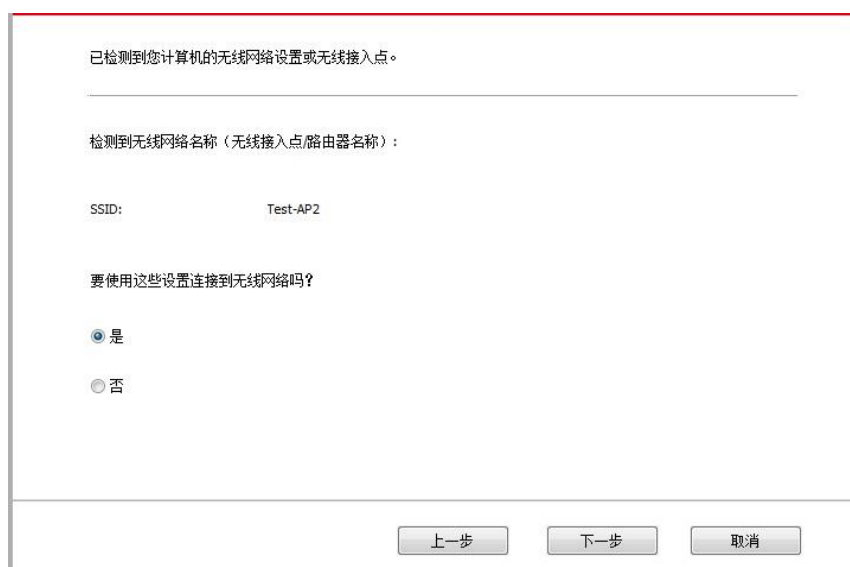 已检测到您计算机的无线网络设置或无线接入点。
检测到无线网络名称（无线接入点/路由器名称）:
SSID: Test-AP2
要使用这些设置连接到无线网络吗?
是
否
上一步 下一步 取消